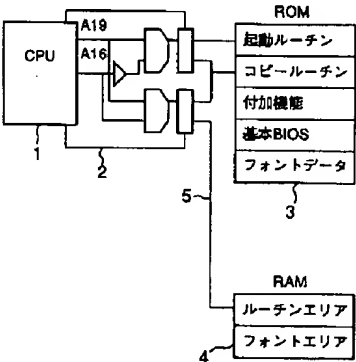 ROM
A19
CPU
A16
起動ルーチン
コピールーチン
付加機能
基本BIOS
フォントデータ
1
2
3
5
RAM
ルーチンエリア
フォントエリア
4